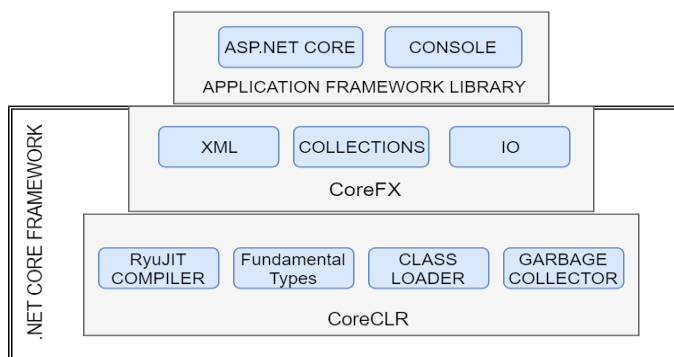 ASP.NET CORE
CONSOLE
APPLICATION FRAMEWORK LIBRARY
.NET CORE FRAMEWORK
XML
COLLECTIONS
IO
CoreFX
RyuJIT
COMPILER
Fundamental
Types
CLASS
LOADER
GARBAGE
COLLECTOR
CoreCLR